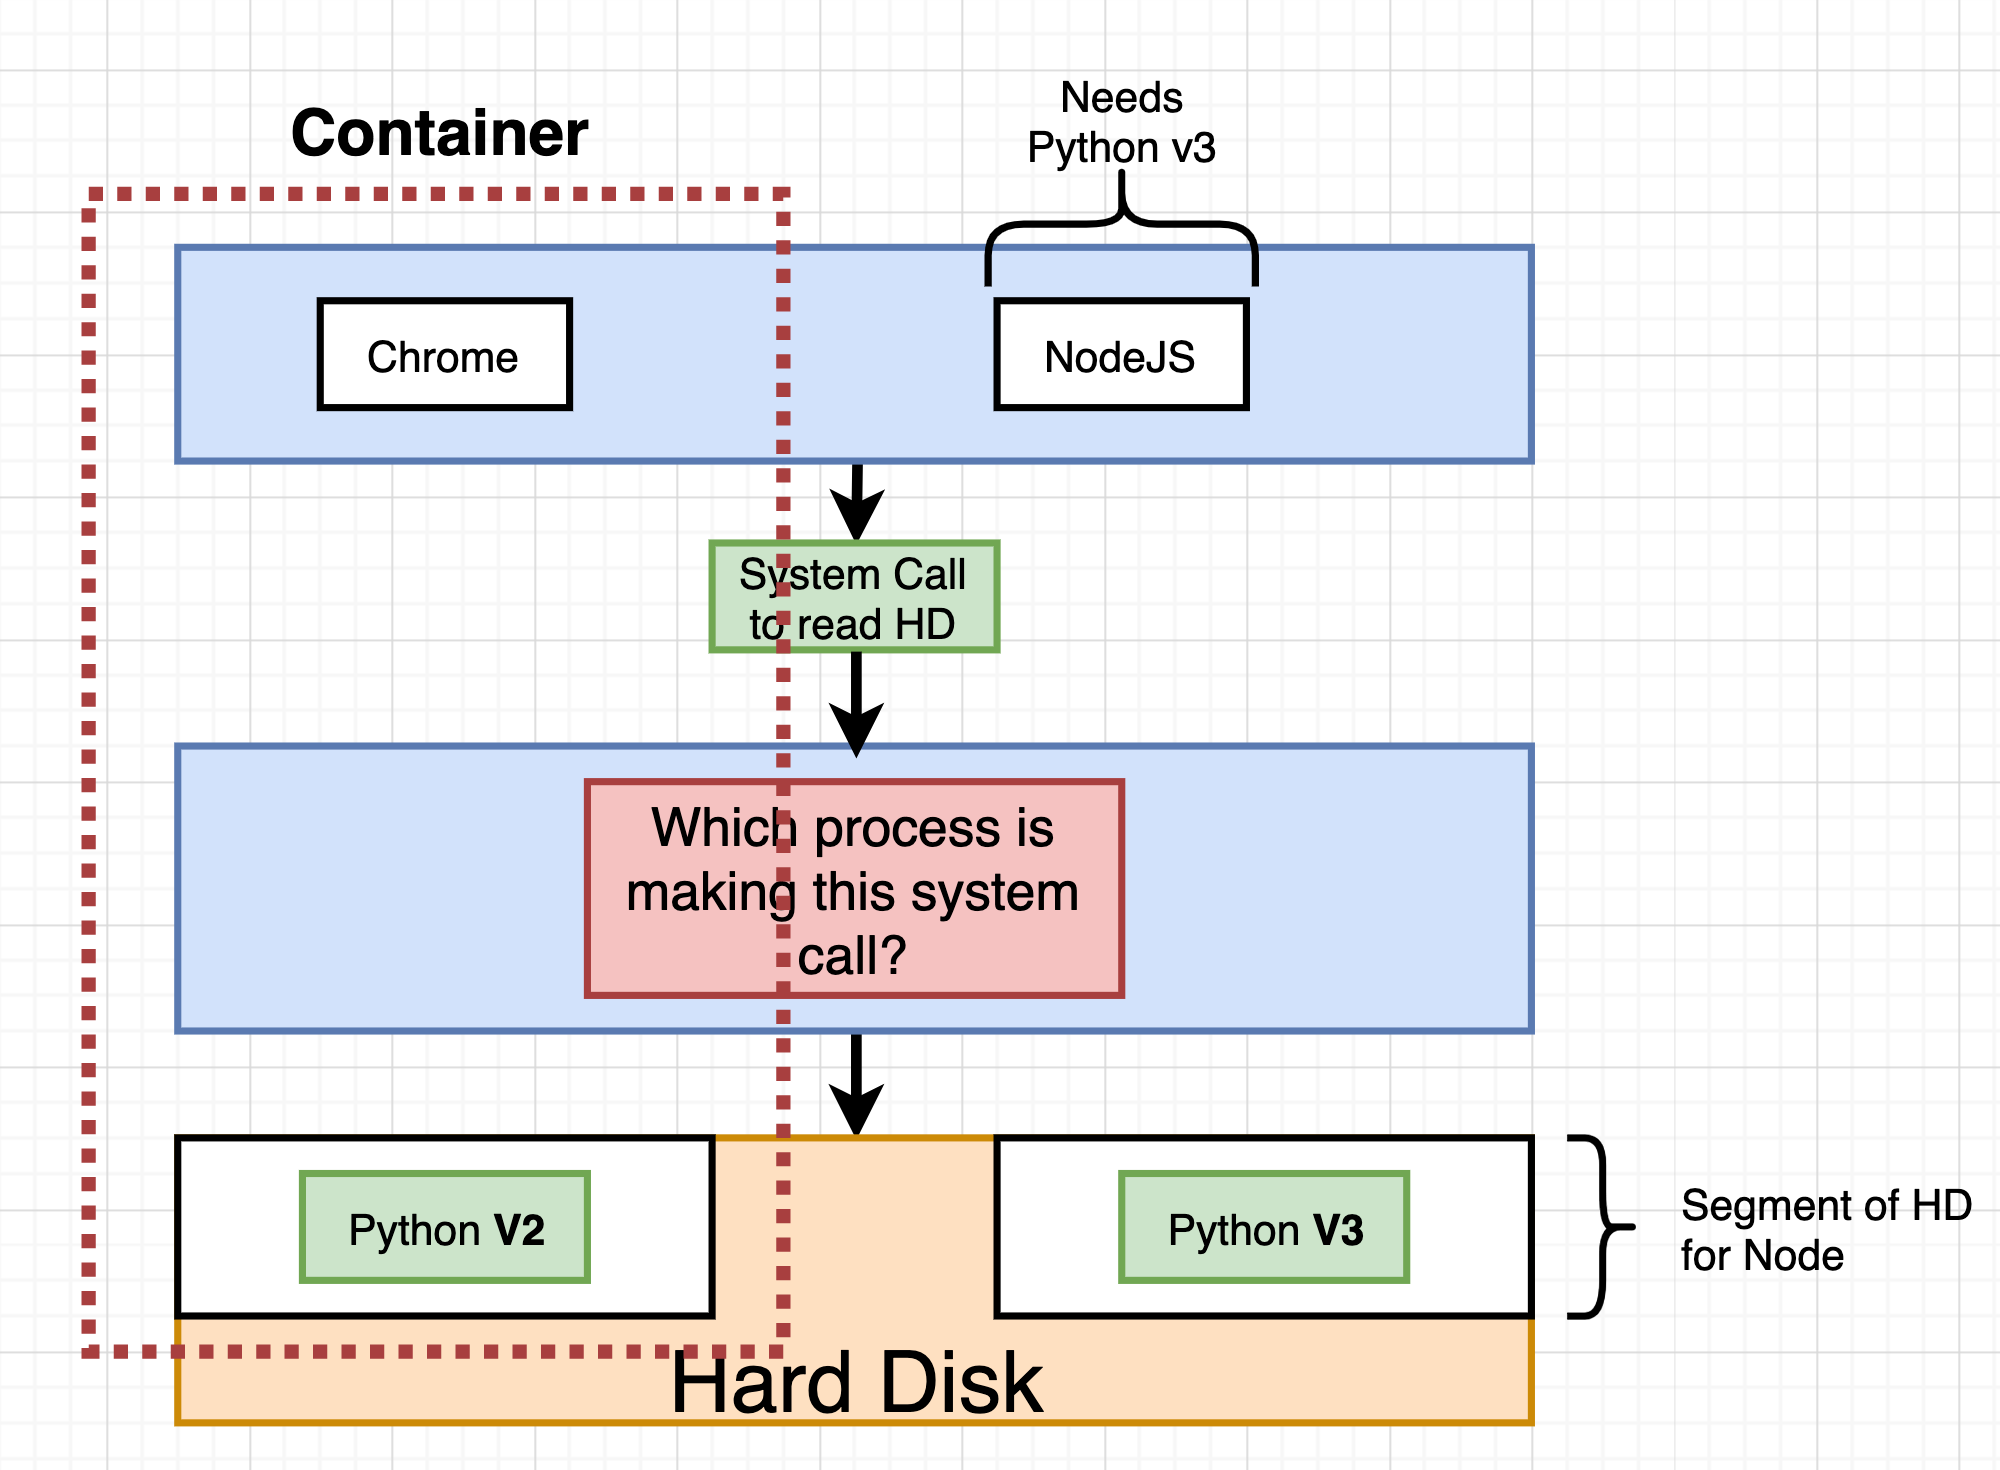 Container
Needs
Python v3
Chrome
NodeJS
System Call
to read HD
Which process is
making this system
call?
Python V2
Python V3
Segment of HD
for Node
Hard Disk